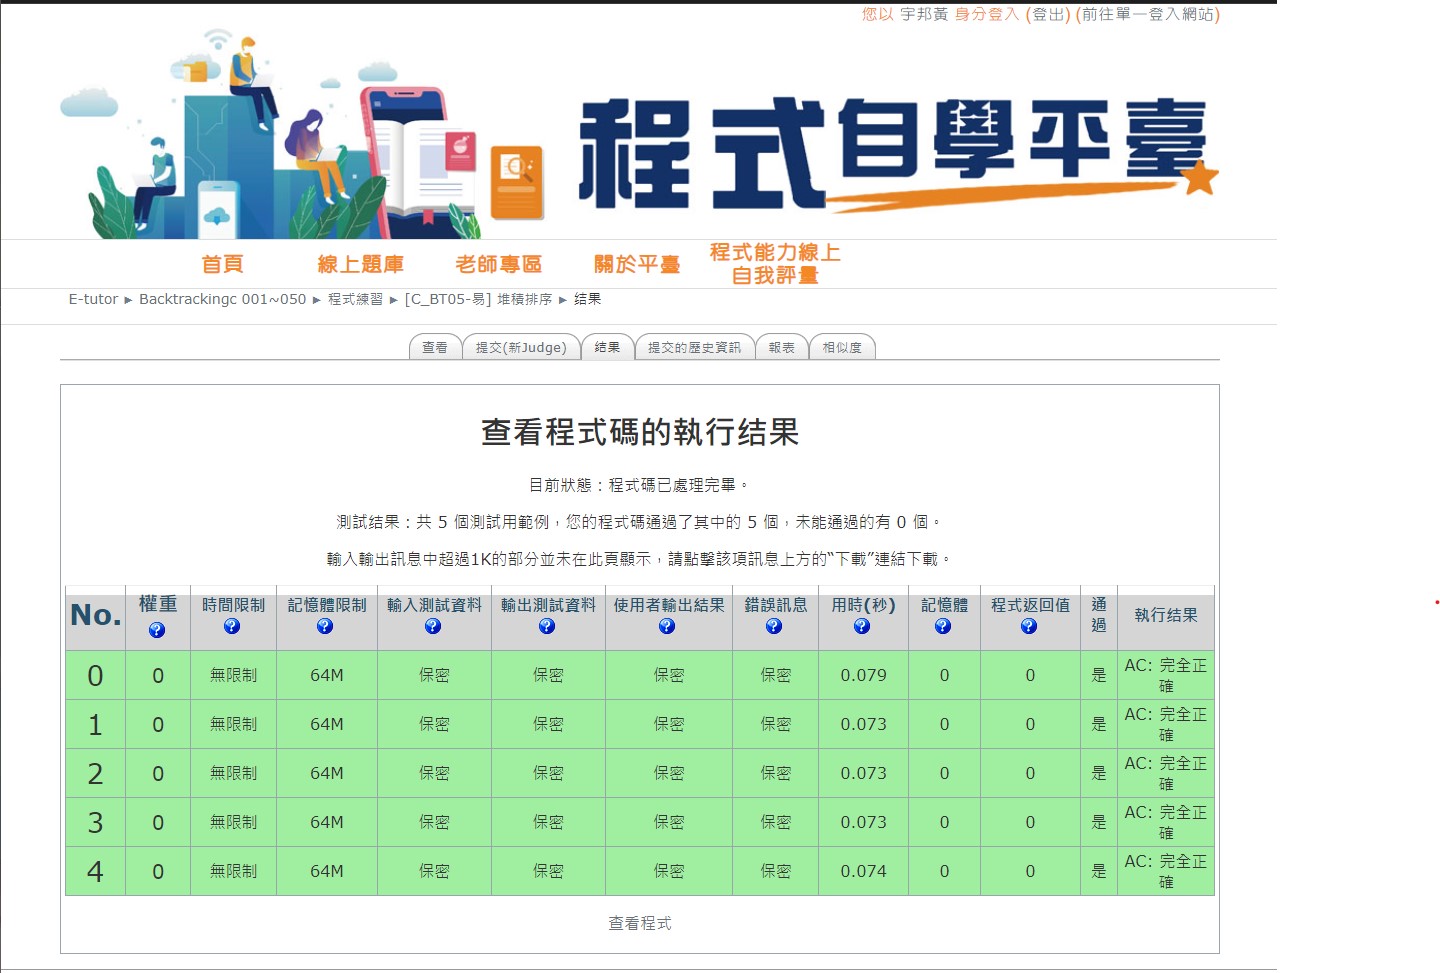 您以 宇邦黃 身分登入 (登出) (前往單一登入網站)
程式自學平臺
首頁 線上題庫 老師專區 關於平臺 程式能力線上
自我評量
E-tutor ► Backtrackingc 001~050 ► 程式練習 ► [C_BT05-易] 堆積排序 ► 结果
查看 提交(新Judge) 结果 提交的歷史資訊 報表 相似度
查看程式碼的執行结果
目前狀態：程式碼已處理完畢。
測試结果：共 5 個測試用範例，您的程式碼通過了其中的 5 個，未能通過的有 0 個。
輸入輸出訊息中超過1K的部分並未在此頁顯示，請點擊該項訊息上方的“下載”連結下載。
No. 權重 時間限制 記憶體限制 輸入測試資料 輸出測試資料 使用者輸出結果 錯誤訊息 用時(秒) 記憶體 程式返回值 通過 執行结果
0 0 無限制 64M 保密 保密 保密 保密 0.079 0 0 是 AC: 完全正確
1 0 無限制 64M 保密 保密 保密 保密 0.073 0 0 是 AC: 完全正確
2 0 無限制 64M 保密 保密 保密 保密 0.073 0 0 是 AC: 完全正確
3 0 無限制 64M 保密 保密 保密 保密 0.073 0 0 是 AC: 完全正確
4 0 無限制 64M 保密 保密 保密 保密 0.074 0 0 是 AC: 完全正確
查看程式